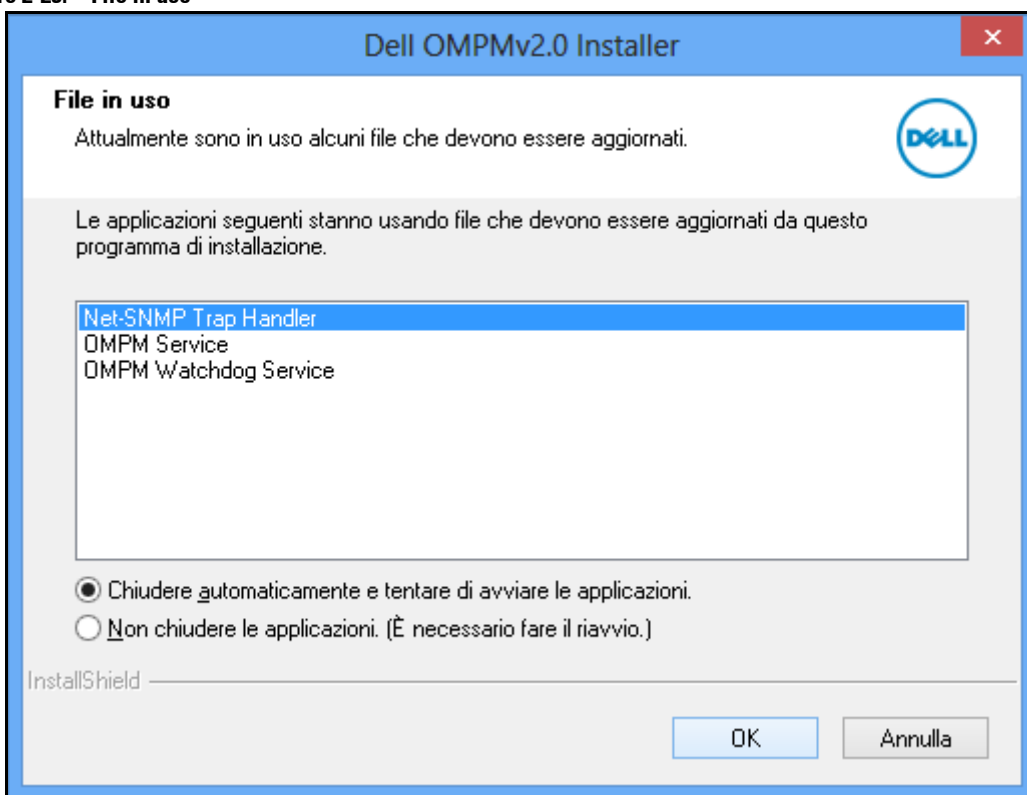 File in uso
Dell OMPMv2.0 Installer
File in uso
Attualmente sono in uso alcuni file che devono essere aggiornati.
DELL
Le applicazioni seguenti stanno usando file che devono essere aggiornati da questo
programma di installazione.
Net-SNMP Trap Handler
OMPM Service
OMPM Watchdog Service
Chiudere automaticamente e tentare di avviare le applicazioni.
Non chiudere le applicazioni. (È necessario fare il riavvio.)
InstallShield
OK
Annulla